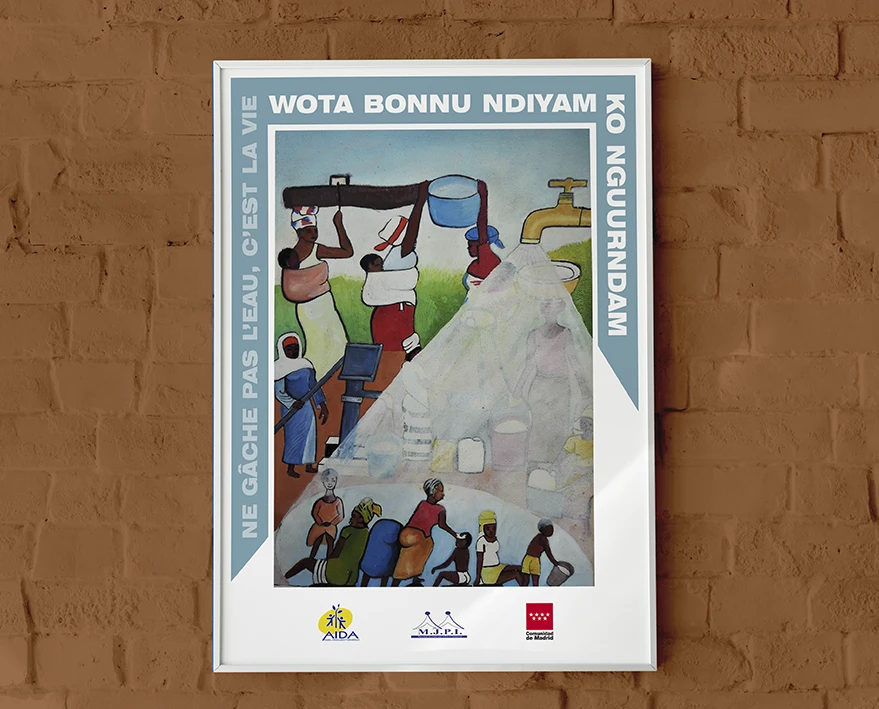 WOTA BONNU NDIYAM
KO NGUURNDAM
NE GÂCHE PAS L'EAU, C'EST LA VIE
AIDA
M.J.P.I.
Comunidad
de Madrid